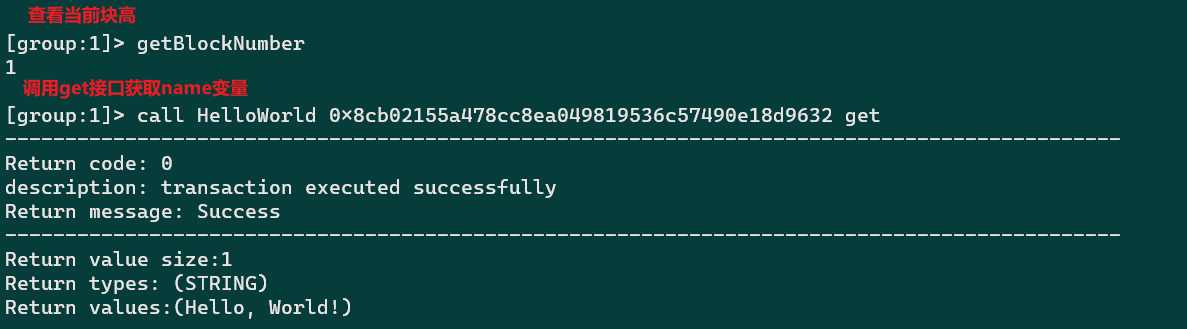 查看当前块高
[group:1]> getBlockNumber
1
调用get接口获取name变量
[group:1]> call HelloWorld 0x8cb02155a478cc8ea049819536c57490e18d9632 get
---------------------------------------------------------------------------------------------
Return code: 0
description: transaction executed successfully
Return message: Success
---------------------------------------------------------------------------------------------
Return value size:1
Return types: (STRING)
Return values:(Hello, World!)